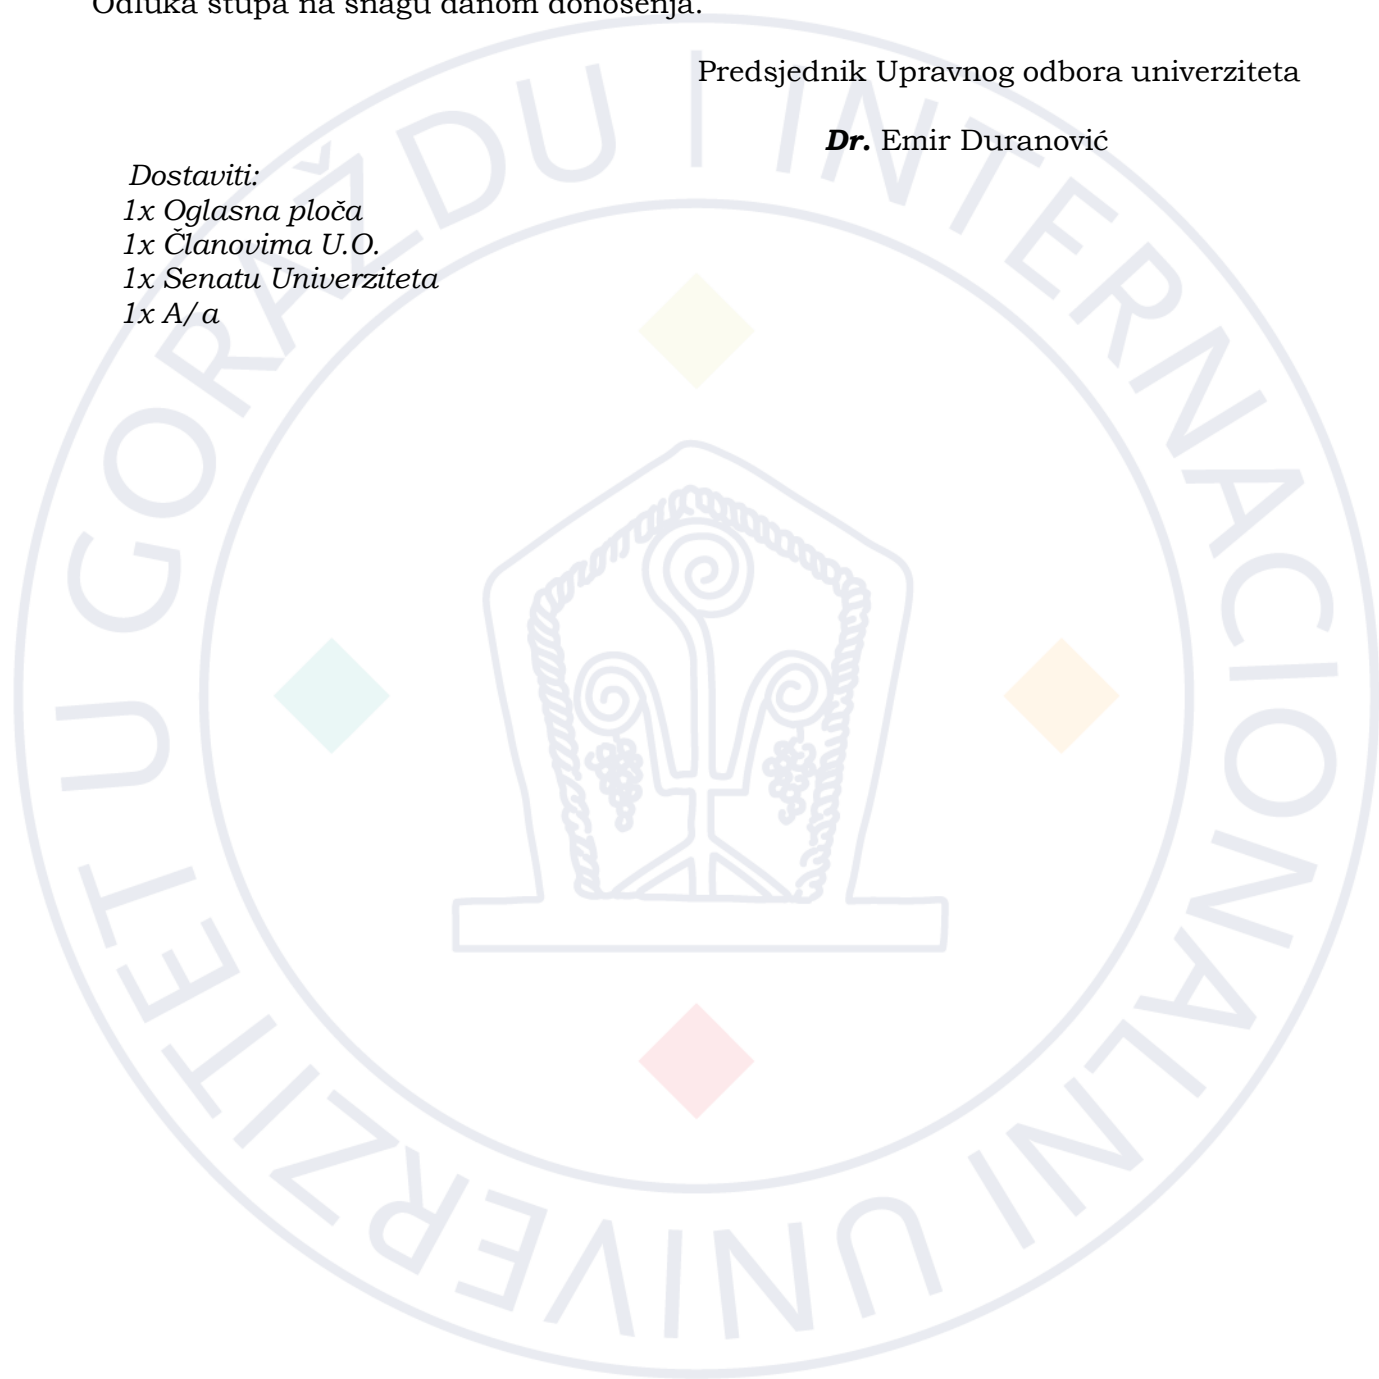 Odluka stupa na snagu danom donošenja.
Predsjednik Upravnog odbora univerziteta
Dr. Emir Duranović
Dostaviti:
1x Oglasna ploča
1x Članovima U.O.
1x Senatu Univerziteta
1x A/a
INTERNACIONALNI UNIVERZITET U GORAŽDU |